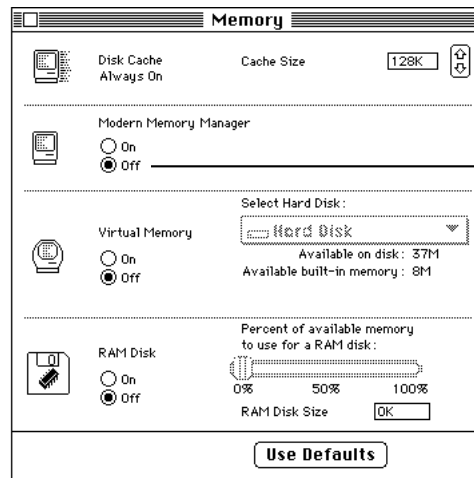 Memory
Disk Cache
Always On
Cache Size
128K
Modern Memory Manager
On
Off
Select Hard Disk:
Virtual Memory
Hard Disk
On
Off
Available on disk: 37M
Available built-in memory: 8M
Percent of available memory
to use for a RAM disk:
RAM Disk
On
Off
0% 50% 100%
RAM Disk Size
0K
Use Defaults